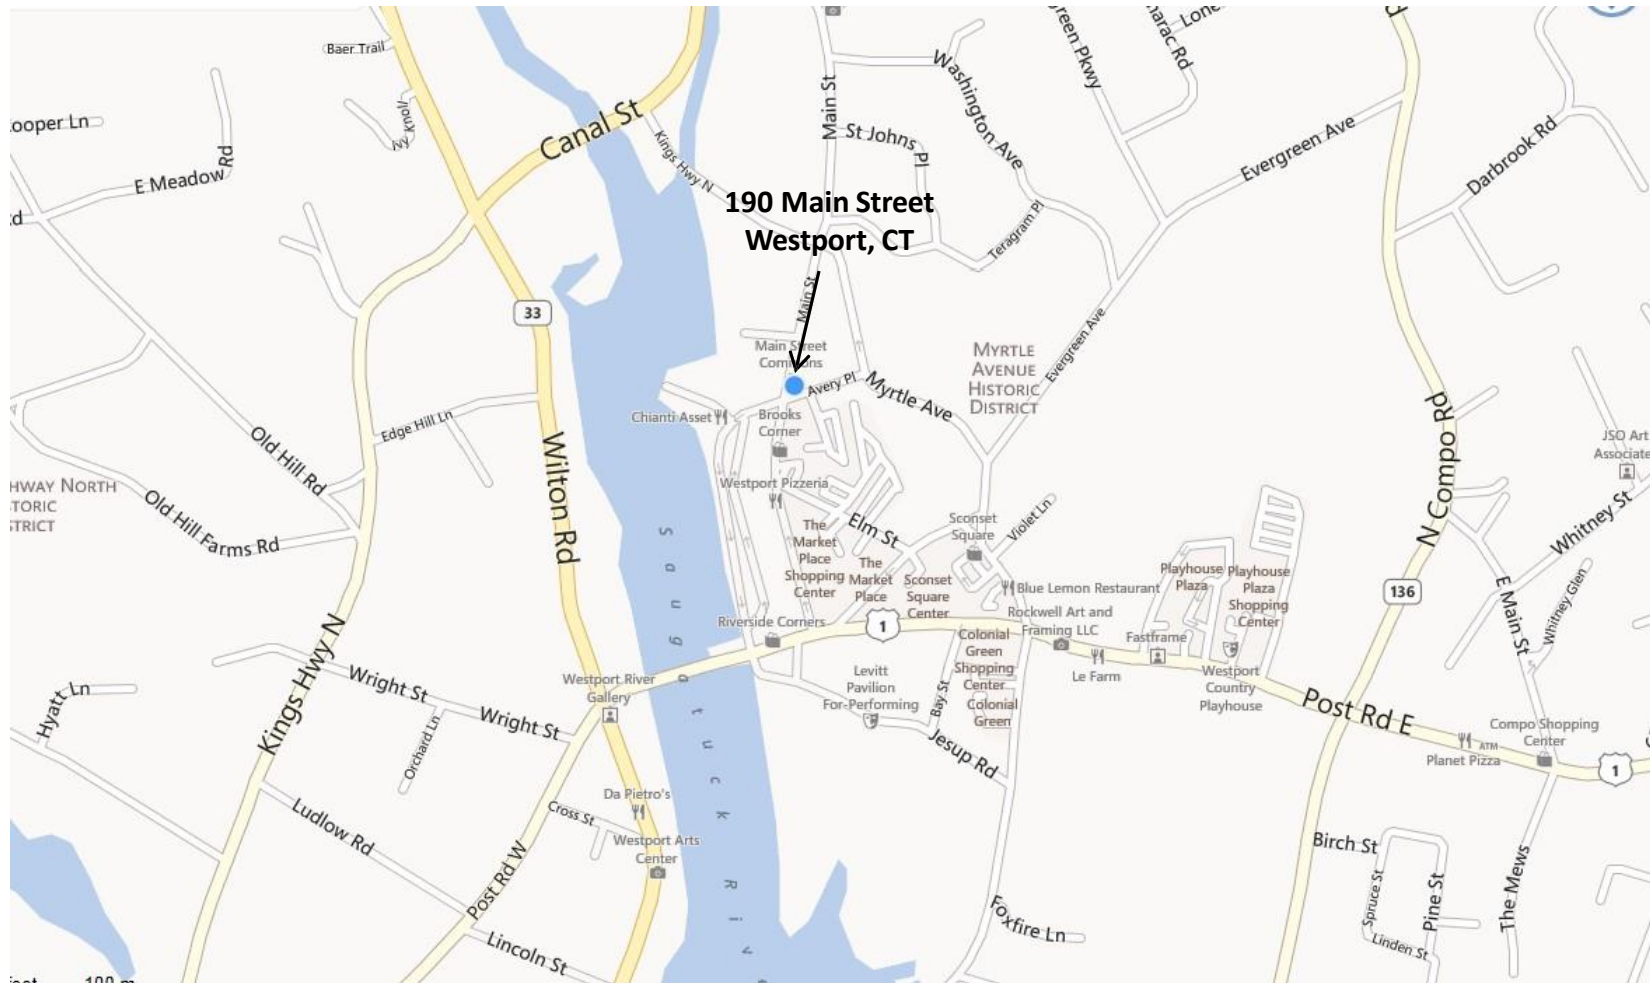 Baer Trail
Ivy Knoll
Canal St
Kings Hwy N
E Meadow Rd
Main St
St Johns Pl
Washington Ave
Teragram Pl
Evergreen Ave
Darbrook Rd
190 Main Street
Westport, CT
Main St
33
Main Street
Commons
Avery Pl
Myrtle Ave
MYRTLE
AVENUE
HISTORIC
DISTRICT
Evergreen Ave
Chianti Asset
Brooks
Corner
Edge Hill Ln
Old Hill Rd
Old Hill Farms Rd
Wilton Rd
N Compo Rd
JSO Art
Westport Pizzeria
Elm St
Sconset
Square
Violet Ln
Whitney St
Whitney Glen
The
Market
Place
Shopping
Center
The
Market
Place
Sconset
Square
Center
Blue Lemon Restaurant
Rockwell Art and
Framing LLC
Playhouse
Plaza
Playhouse
Plaza
Shopping
Center
136
E Main St
Riverside Corners
1
Colonial
Green
Shopping
Center
Colonial
Green
Fastframe
Le Farm
Westport
Country
Playhouse
Levitt
Pavilion
For-Performing
Bay St
Jesup Rd
Post Rd E
Compo Shopping
Center
ATM
Planet Pizza
1
Saugatuck Riv
Kings Hwy N
Wright St
Wright St
Westport River
Gallery
Hyatt Ln
Orchard Ln
Ludlow Rd
Da Pietro's
Cross St
Westport Arts
Center
Post Rd W
Lincoln St
Foxfire Ln
Birch St
Spruce St
Pine St
Linden St
The Mews